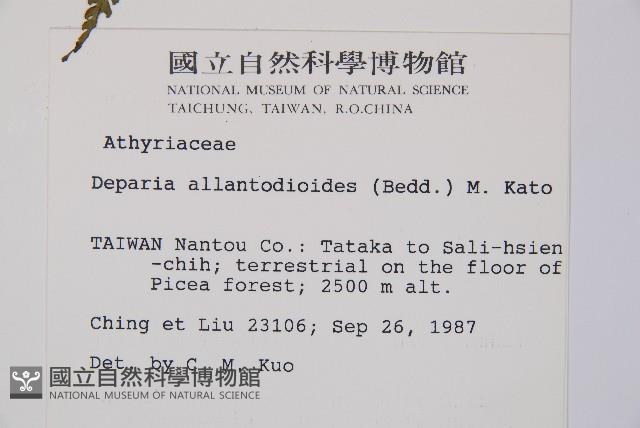 國立自然科學博物館
NATIONAL MUSEUM OF NATURAL SCIENCE
TAICHUNG, TAIWAN, R.O.CHINA
Athyriaceae
Deparia allantodioides (Bedd.) M. Kato
TAIWAN Nantou Co.: Tataka to Sali-hsien
-chih; terrestrial on the floor of
Picea forest; 2500 m alt.
Ching et Liu 23106; Sep 26, 1987
Det. by C. M. Kuo
國立自然科學博物館
NATIONAL MUSEUM OF NATURAL SCIENCE